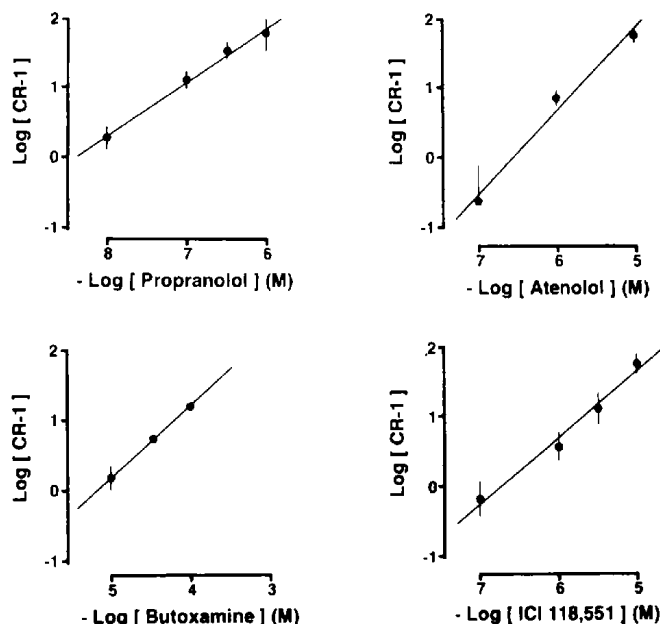 2
1
0
-1
Log [ CR-1 ]
8 7 6
- Log [ Propranolol ] (M)
2
1
0
-1
Log [ CR-1 ]
7 6 5
- Log [ Atenolol ] (M)
2
1
0
-1
Log [ CR-1 ]
5 4 3
- Log [ Butoxamine ] (M)
2
1
0
-1
Log [ CR-1 ]
7 6 5
- Log [ ICI 118,551 ] (M)